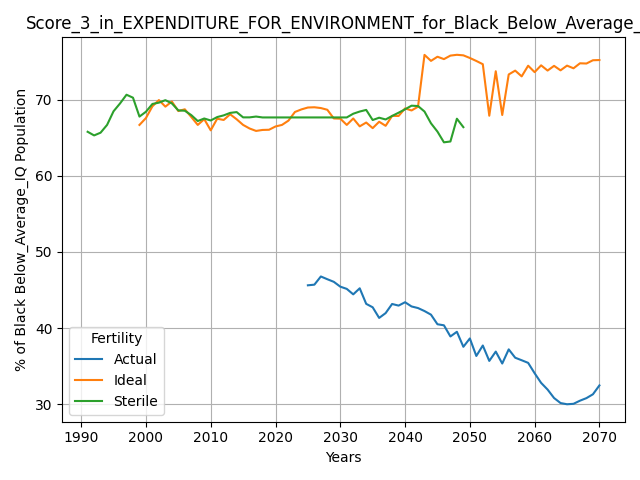 Score_3_in_EXPENDITURE_FOR_ENVIRONMENT_for_Black_Below_Average_
% of Black Below_Average_IQ Population
70
60
50
40
30
Fertility
Actual
Ideal
Sterile
1990 2000 2010 2020 2030 2040 2050 2060 2070
Years